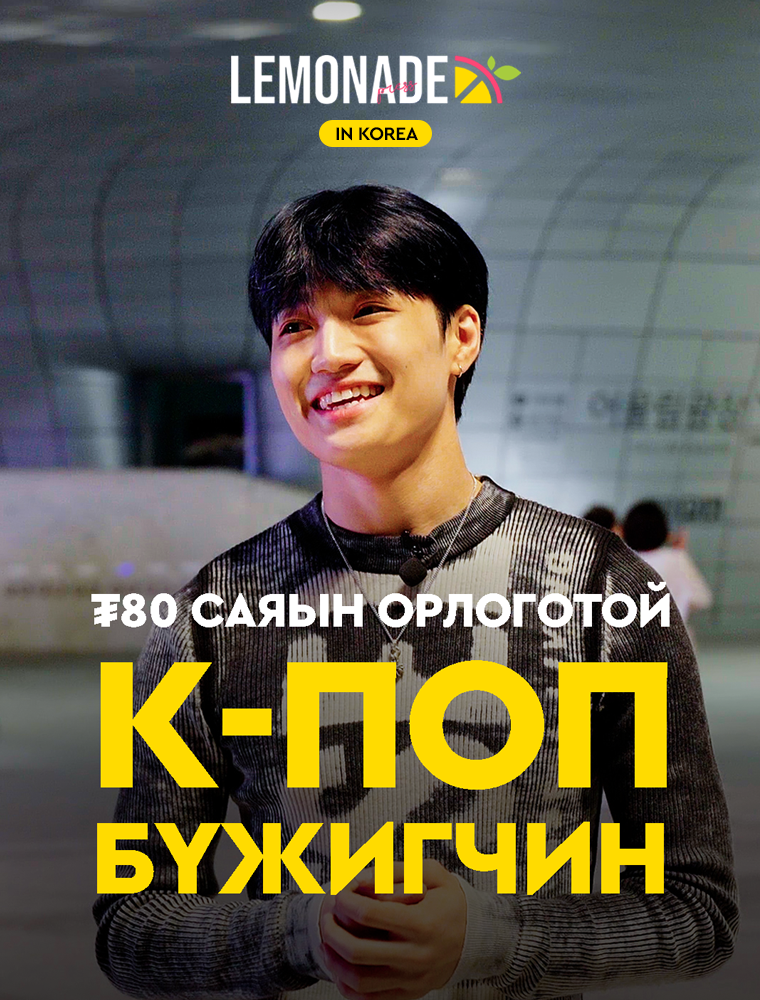 LEMONADE
press
IN KOREA
₮80 САЯЫН ОРЛОГОТОЙ
К-ПОП
БҮЖИГЧИН